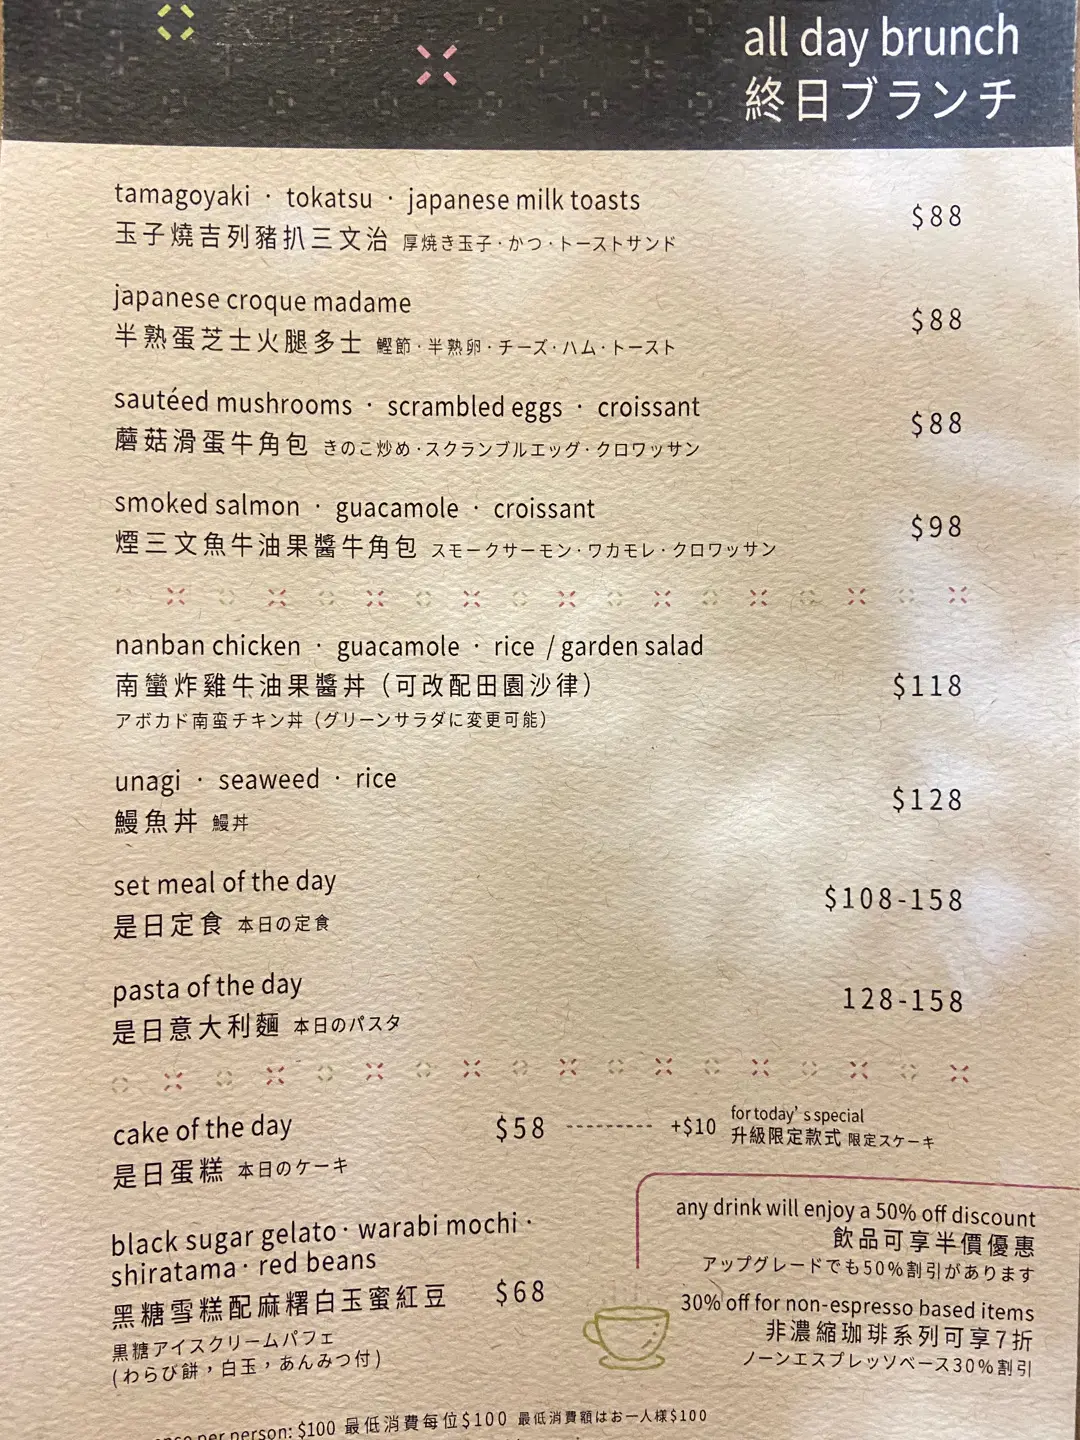 all day brunch
終日ブランチ
tamagoyaki · tokatsu · japanese milk toasts
玉子燒吉列豬扒三文治 厚焼き玉子·かつ·トーストサンド
$88
japanese croque madame
半熟蛋芝士火腿多士 鰹節·半熟卵·チーズ·ハム·トースト
$88
sautéed mushrooms · scrambled eggs · croissant
蘑菇滑蛋牛角包 きのこ炒め·スクランブルエッグ·クロワッサン
$88
smoked salmon · guacamole · croissant
煙三文魚牛油果醬牛角包 スモークサーモン·ワカモレ·クロワッサン
$98
nanban chicken · guacamole · rice / garden salad
南蠻炸雞牛油果醬丼（可改配田園沙律）
アボカド南蛮チキン丼（グリーンサラダに変更可能）
$118
unagi · seaweed · rice
鰻魚丼 鰻丼
$128
set meal of the day
是日定食 本日の定食
$108-158
pasta of the day
是日意大利麵 本日のパスタ
128-158
cake of the day
是日蛋糕 本日のケーキ
$58 --------- +$10
for today's special
升級限定款式 限定スケーキ
black sugar gelato · warabi mochi ·
shiratama · red beans
黑糖雪糕配麻糬白玉蜜紅豆
黒糖アイスクリームパフェ
(わらび餅，白玉，あんみつ付)
$68
any drink will enjoy a 50% off discount
飲品可享半價優惠
アップグレードでも50%割引があります
30% off for non-espresso based items
非濃縮珈琲系列可享7折
ノーンエスプレッソベース30%割引
per person: $100 最低消費每位$100 最低消費額はお一人様$100